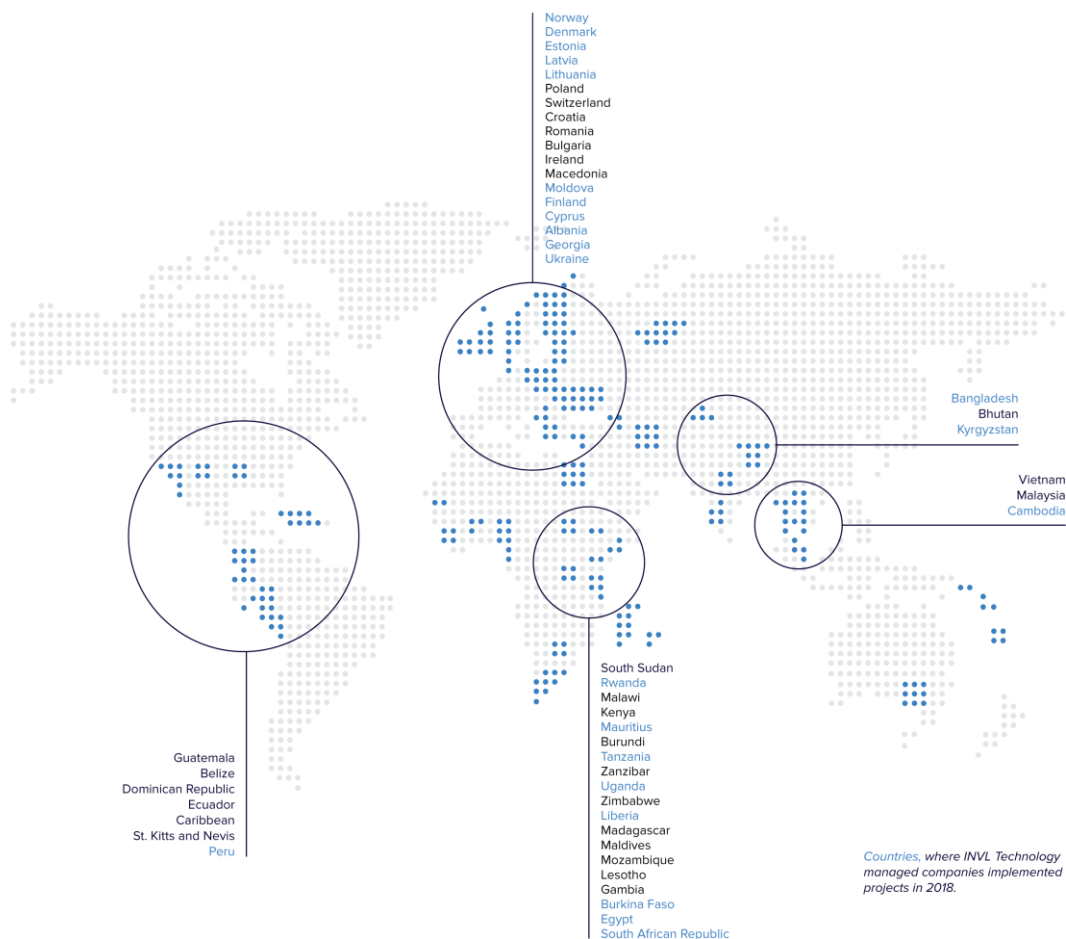 Norway
Denmark
Estonia
Latvia
Lithuania
Poland
Switzerland
Croatia
Romania
Bulgaria
Ireland
Macedonia
Moldova
Finland
Cyprus
Albania
Georgia
Ukraine
Bangladesh
Bhutan
Kyrgyzstan
Vietnam
Malaysia
Cambodia
South Sudan
Rwanda
Malawi
Kenya
Mauritius
Burundi
Tanzania
Zanzibar
Uganda
Zimbabwe
Liberia
Madagascar
Maldives
Mozambique
Lesotho
Gambia
Burkina Faso
Egypt
South African Republic
Guatemala
Belize
Dominican Republic
Ecuador
Caribbean
St. Kitts and Nevis
Peru
Countries, where INVL Technology
managed companies implemented
projects in 2018.